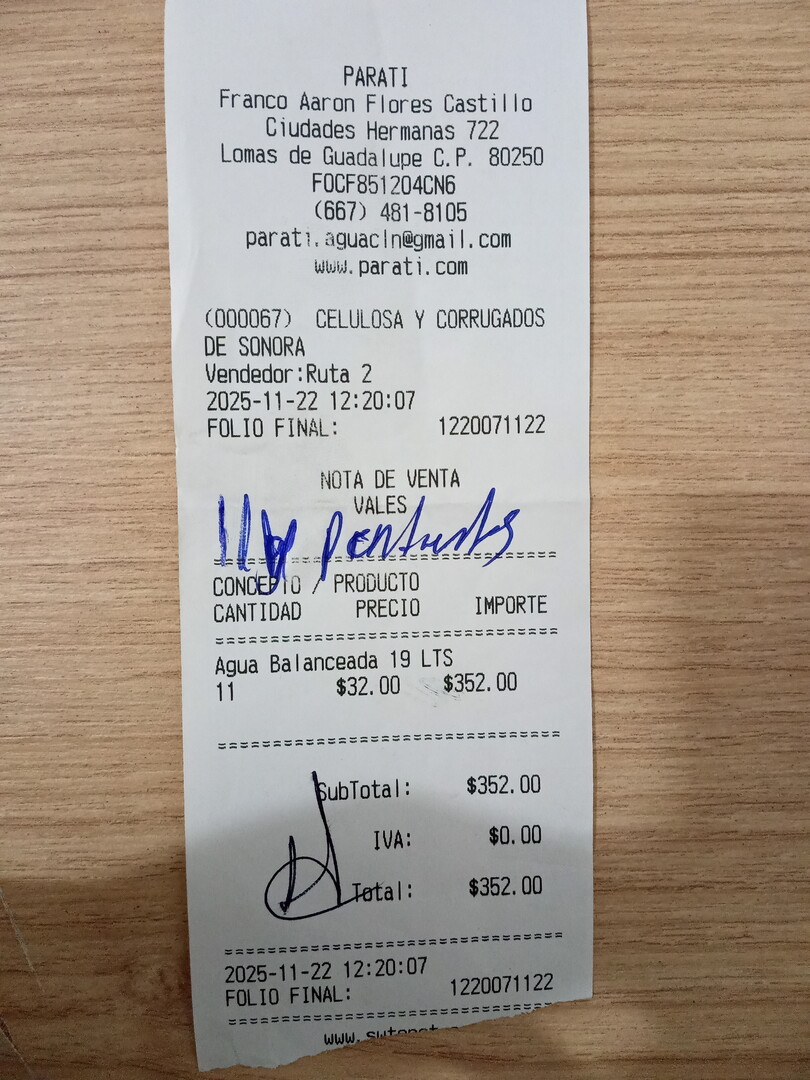 PARATI
Franco Aaron Flores Castillo
Ciudades Hermanas 722
Lomas de Guadalupe C.P. 80250
FOCF851204CN6
(667) 481-8105
parati.aguacln@gmail.com
www.parati.com
(000067) CELULOSA Y CORRUGADOS
DE SONORA
Vendedor:Ruta 2
2025-11-22 12:20:07
FOLIO FINAL: 1220071122
NOTA DE VENTA
VALES
CONCEPTO / PRODUCTO
CANTIDAD PRECIO IMPORTE
Agua Balanceada 19 LTS
11 $32.00 $352.00
SubTotal: $352.00
IVA: $0.00
Total: $352.00
2025-11-22 12:20:07
FOLIO FINAL: 1220071122